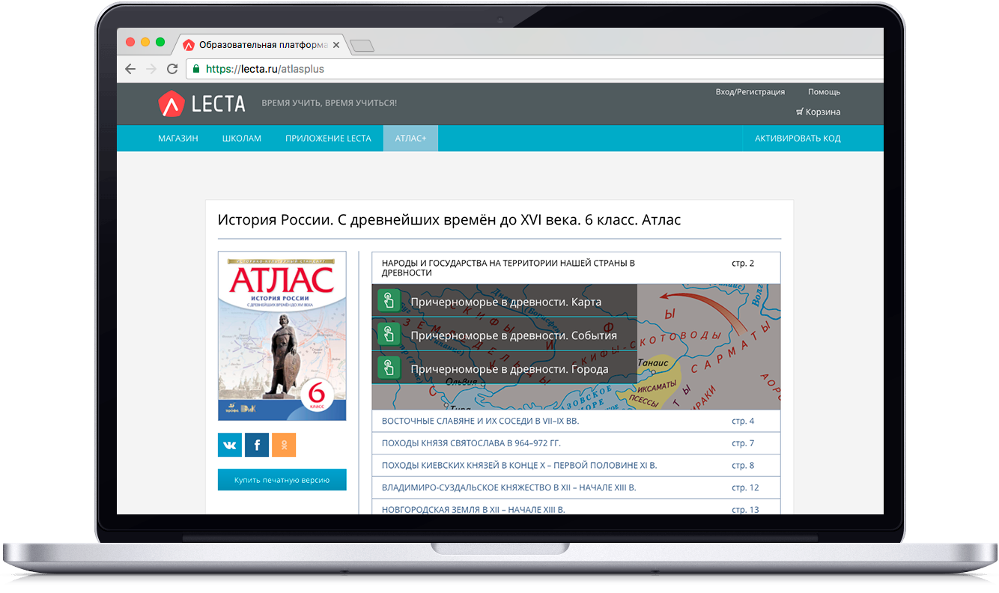 Образовательная платформа
https://lecta.ru/atlasplus
LECTA
ВРЕМЯ УЧИТЬ, ВРЕМЯ УЧИТЬСЯ!
Вход/Регистрация
Помощь
Корзина
МАГАЗИН
ШКОЛАМ
ПРИЛОЖЕНИЕ LECTA
АТЛАС+
АКТИВИРОВАТЬ КОД
История России. С древнейших времён до XVI века. 6 класс. Атлас
АТЛАС
ИСТОРИЯ РОССИИ
С ДРЕВНЕЙШИХ ВРЕМЁН ДО XVI ВЕКА
6
КЛАСС
дрофа
ДиК
Купить печатную версию
НАРОДЫ И ГОСУДАРСТВА НА ТЕРРИТОРИИ НАШЕЙ СТРАНЫ В
ДРЕВНОСТИ
стр. 2
Причерноморье в древности. Карта
Причерноморье в древности. События
Причерноморье в древности. Города
СКИФЫ
СКИФЫ-СКОТОВОДЫ
САРМАТЫ
Танаис
ИКСАМАТЫ
ПСЕССЫ
Ольвия
ВОСТОЧНЫЕ СЛАВЯНЕ И ИХ СОСЕДИ В VII–IX ВВ. стр. 4
ПОХОДЫ КНЯЗЯ СВЯТОСЛАВА В 964–972 ГГ. стр. 7
ПОХОДЫ КИЕВСКИХ КНЯЗЕЙ В КОНЦЕ X – ПЕРВОЙ ПОЛОВИНЕ XI В. стр. 8
ВЛАДИМИРО-СУЗДАЛЬСКОЕ КНЯЖЕСТВО В XII – НАЧАЛЕ XIII В. стр. 12
НОВГОРОДСКАЯ ЗЕМЛЯ В XII – НАЧАЛЕ XIII В. стр. 13